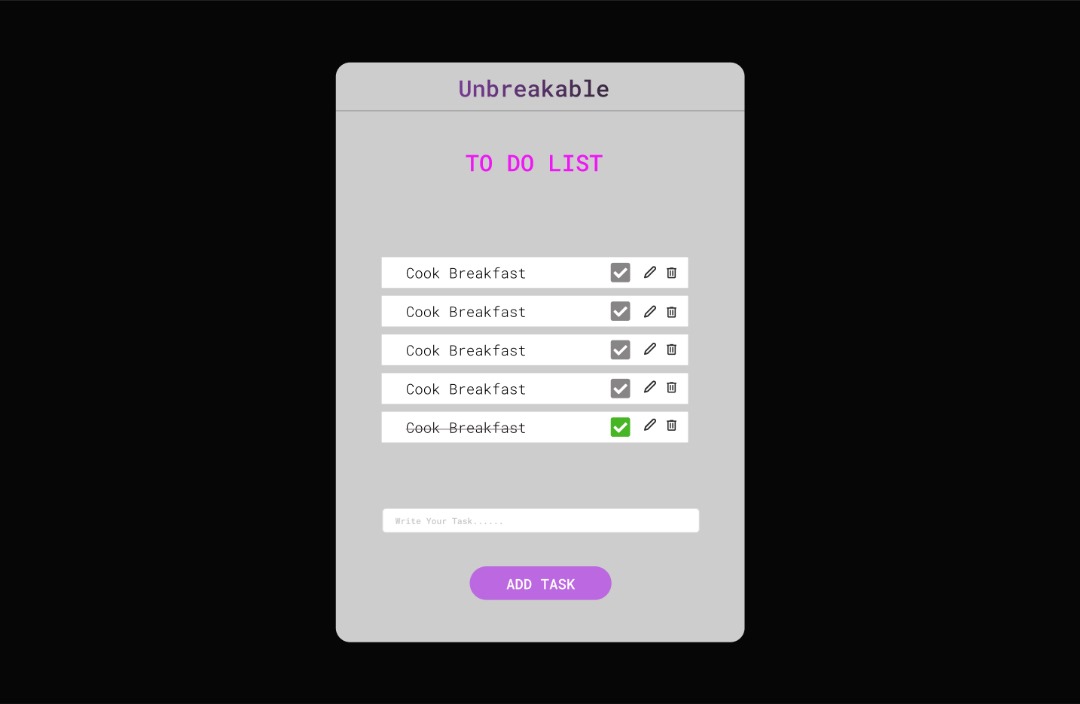 Unbreakable
TO DO LIST
Cook Breakfast
Cook Breakfast
Cook Breakfast
Cook Breakfast
Cook Breakfast
Write Your Task......
ADD TASK